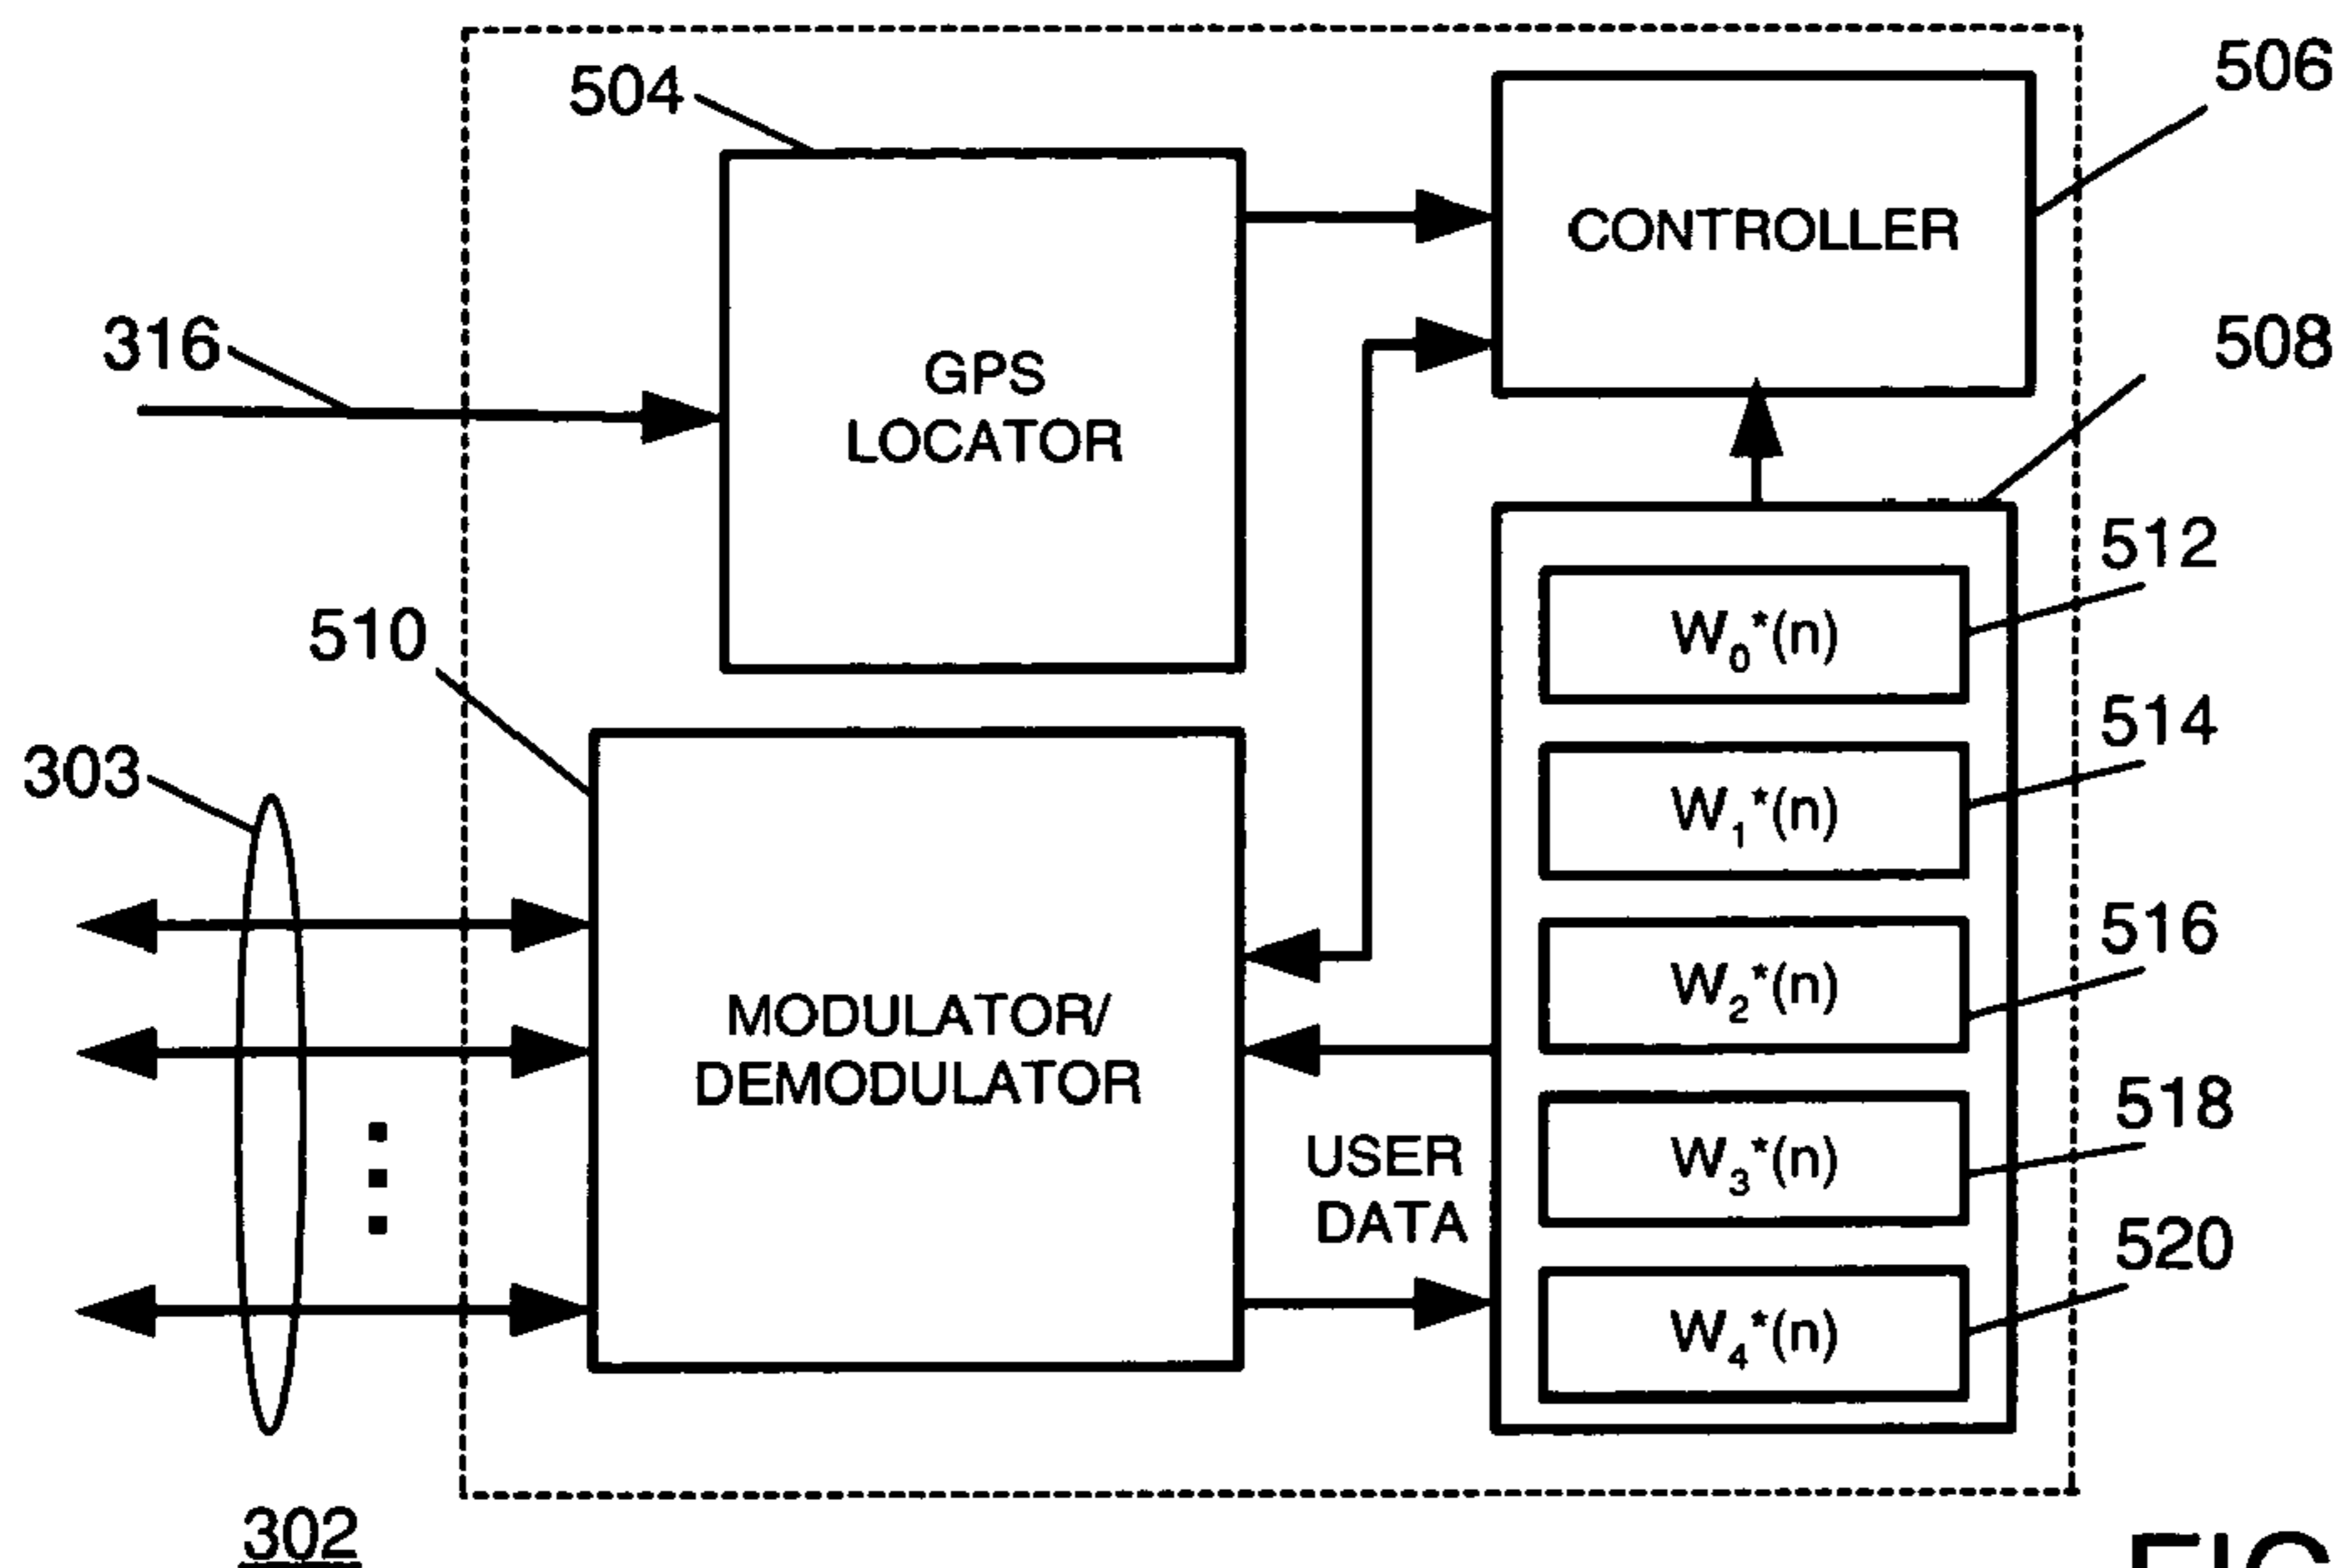 504
506
CONTROLLER
316
508
GPS
LOCATOR
512
W0*(n)
510
514
303
W1*(n)
516
W2*(n)
MODULATOR/
DEMODULATOR
518
USER
DATA
W3*(n)
520
W4*(n)
302